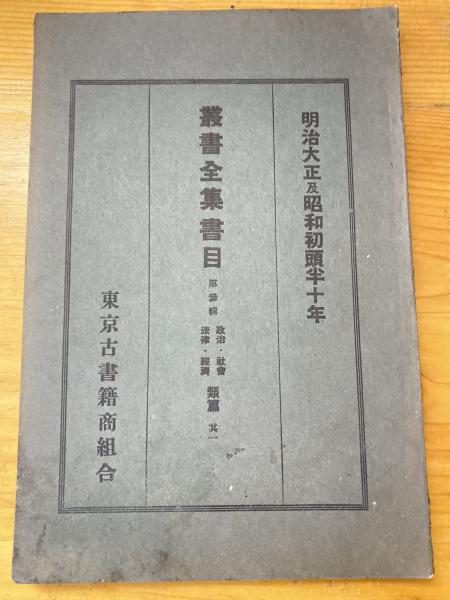 明治大正及昭和初頭半十年
叢書全集書目 第參輯 政治・社會 法律・經濟 類篇 其一
東京古書籍商組合